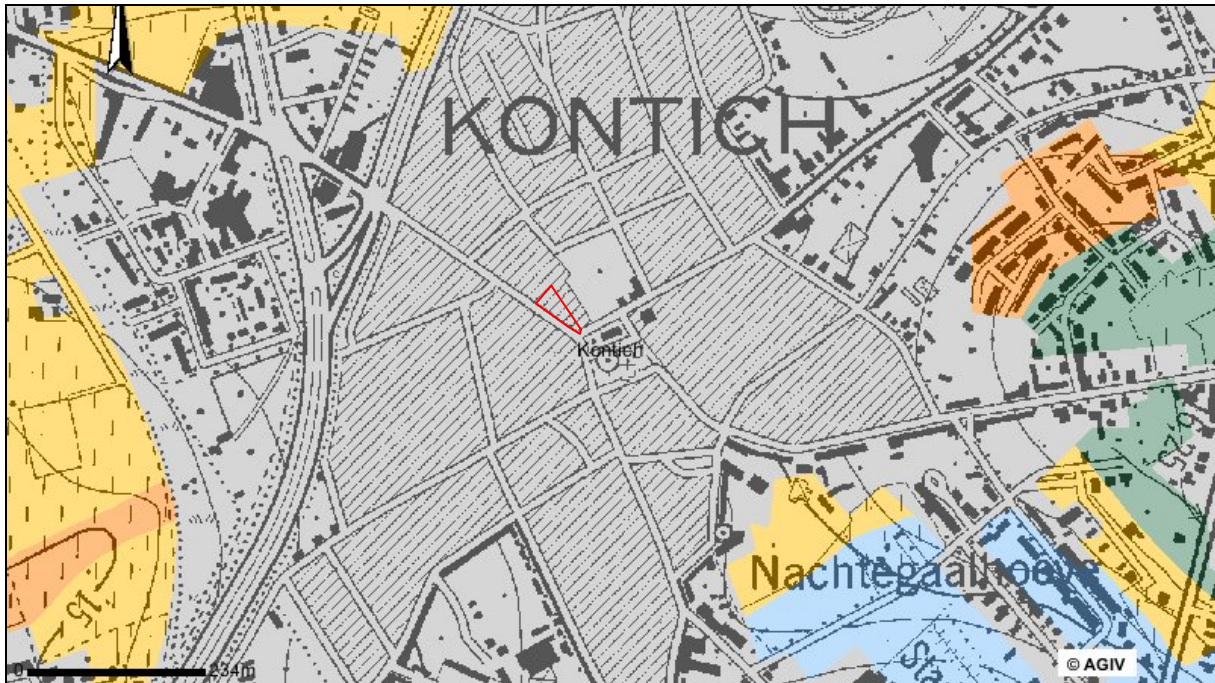 KONTICH
Kontich
Nachtegaalhoeve
15
0 234m
© AGIV